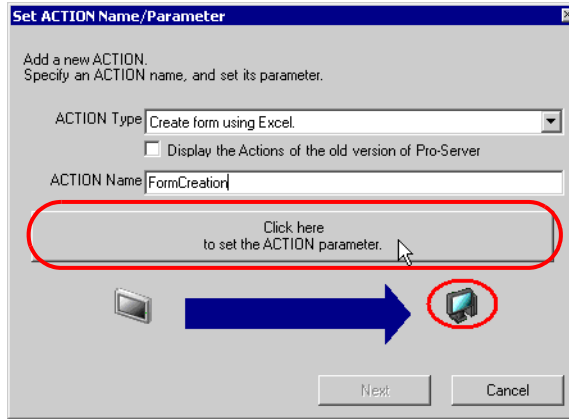 Set ACTION Name/Parameter
Add a new ACTION.
Specify an ACTION name, and set its parameter.
ACTION Type Create form using Excel.
Display the Actions of the old version of Pro-Server
ACTION Name FormCreation
Click here
to set the ACTION parameter.
Next Cancel